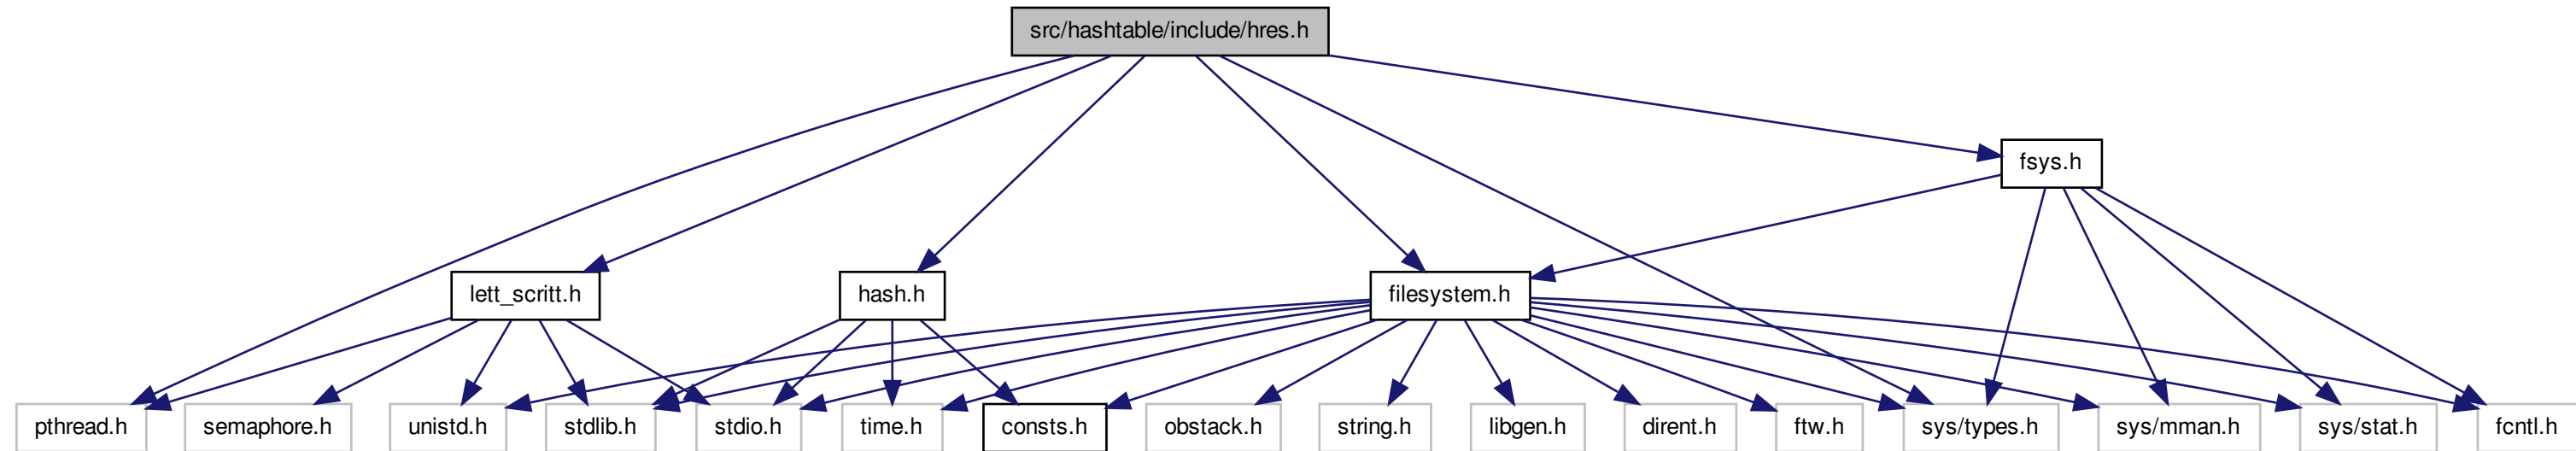 src/hashtable/include/hres.h
fsys.h
lett_scritt.h
hash.h
filesystem.h
pthread.h
semaphore.h
unistd.h
stdlib.h
stdio.h
time.h
consts.h
obstack.h
string.h
libgen.h
dirent.h
ftw.h
sys/types.h
sys/mman.h
sys/stat.h
fcntl.h